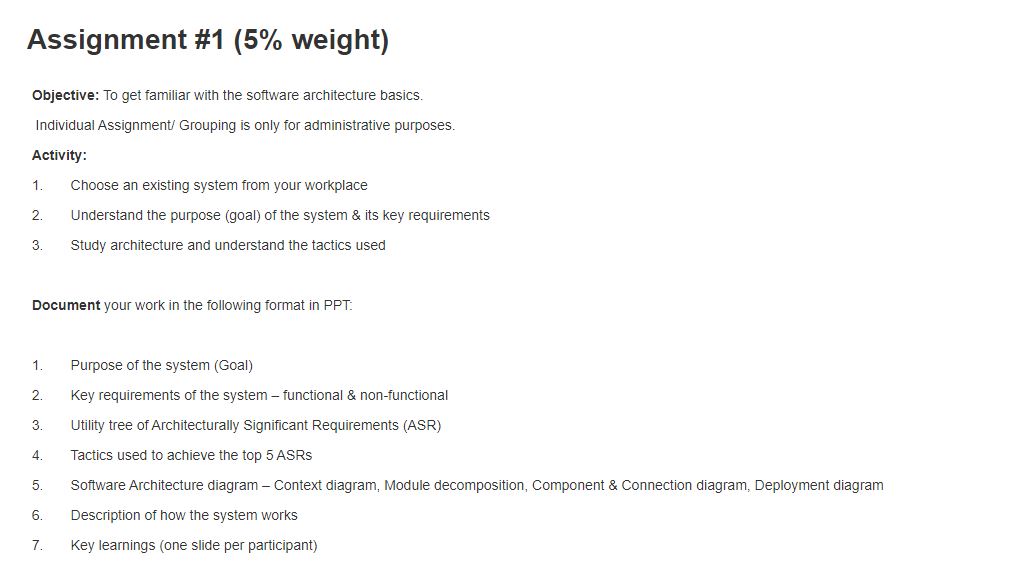 Assignment #1 (5% weight)
Objective: To get familiar with the software architecture basics.
Individual Assignment/ Grouping is only for administrative purposes.
Activity:
1. Choose an existing system from your workplace
2. Understand the purpose (goal) of the system & its key requirements
3. Study architecture and understand the tactics used
Document your work in the following format in PPT:
1. Purpose of the system (Goal)
2. Key requirements of the system – functional & non-functional
3. Utility tree of Architecturally Significant Requirements (ASR)
4. Tactics used to achieve the top 5 ASRs
5. Software Architecture diagram – Context diagram, Module decomposition, Component & Connection diagram, Deployment diagram
6. Description of how the system works
7. Key learnings (one slide per participant)